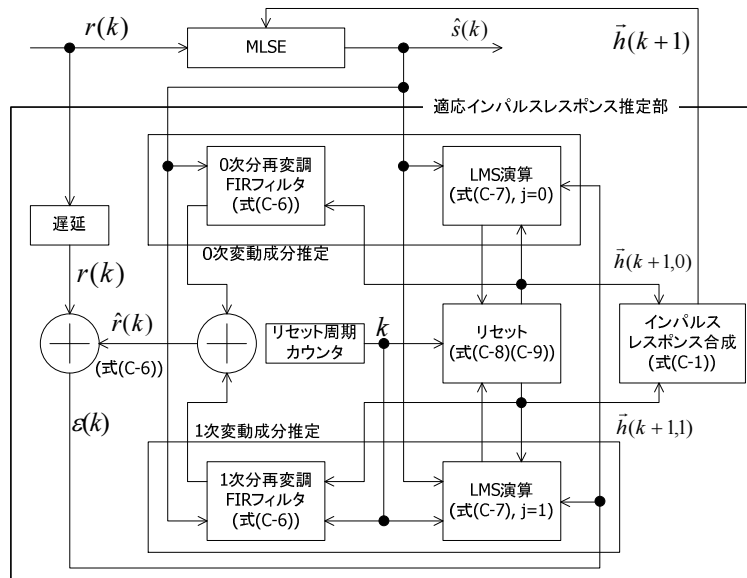 r(k)
MLSE
ŝ(k)
h⃗(k+1)
適応インパルスレスポンス推定部
0次分再変調
FIRフィルタ
(式(C-6))
LMS演算
(式(C-7), j=0)
遅延
0次変動成分推定
h⃗(k+1,0)
r(k)
r̂(k)
リセット周期
カウンタ
k
リセット
(式(C-8)(C-9))
インパルス
レスポンス合成
(式(C-1))
(式(C-6))
ε(k)
1次変動成分推定
h⃗(k+1,1)
1次分再変調
FIRフィルタ
(式(C-6))
LMS演算
(式(C-7), j=1)